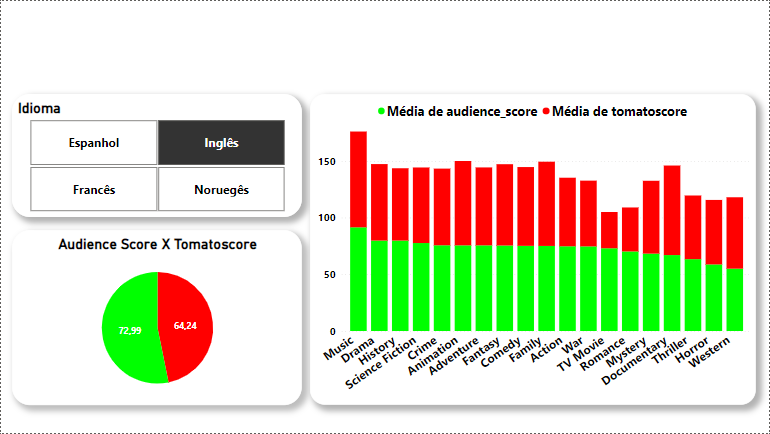 Idioma
Espanhol
Inglês
Francês
Noruegês
Audience Score X Tomatoscore
72,99
64,24
Média de audience_score
Média de tomatoscore
150
100
50
0
Music
Drama
History
Science Fiction
Crime
Animation
Adventure
Fantasy
Comedy
Family
Action
War
TV Movie
Romance
Mystery
Documentary
Thriller
Horror
Western